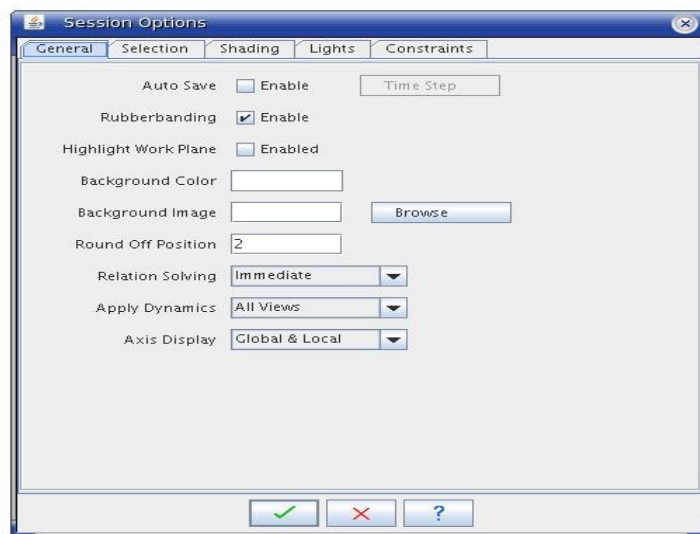 Session Options
General Selection Shading Lights Constraints
Auto Save Enable Time Step
Rubberbanding Enable
Highlight Work Plane Enabled
Background Color
Background Image Browse
Round Off Position 2
Relation Solving Immediate
Apply Dynamics All Views
Axis Display Global & Local
?